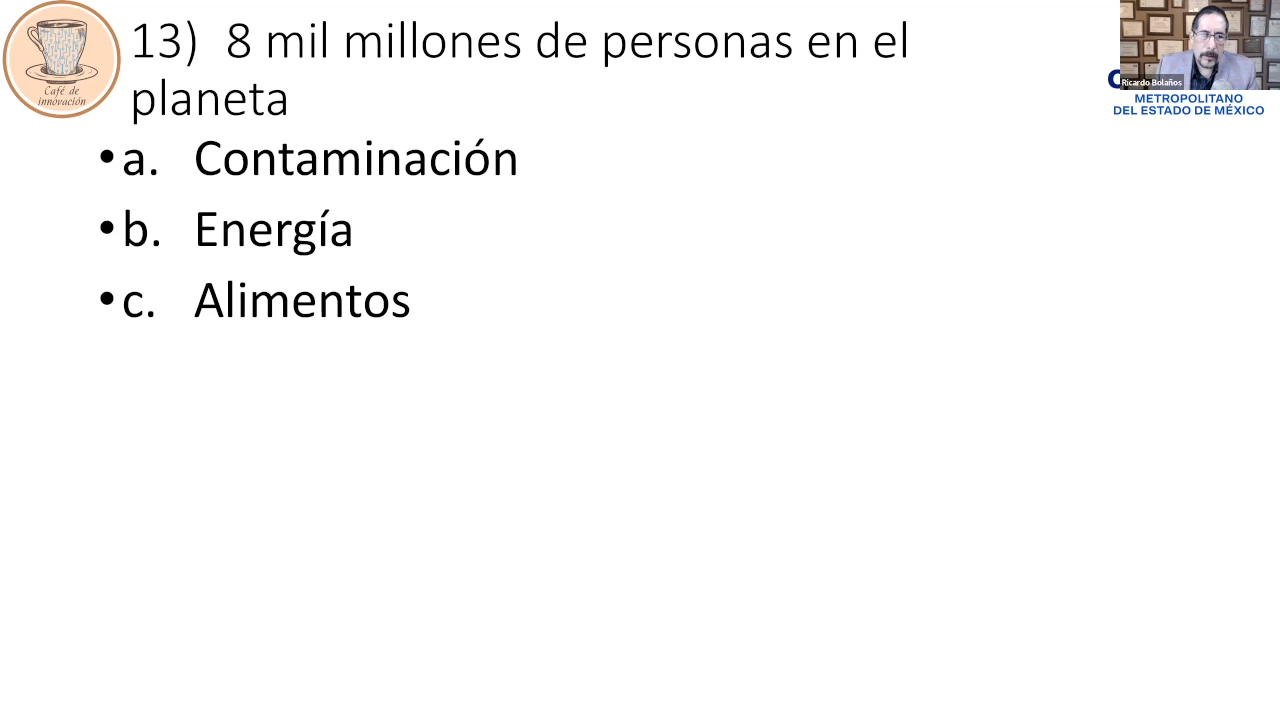 13) 8 mil millones de personas en el
planeta
• a. Contaminación
• b. Energía
• c. Alimentos
Café de
innovación
Ricardo Bolaños
METROPOLITANO
DEL ESTADO DE MÉXICO